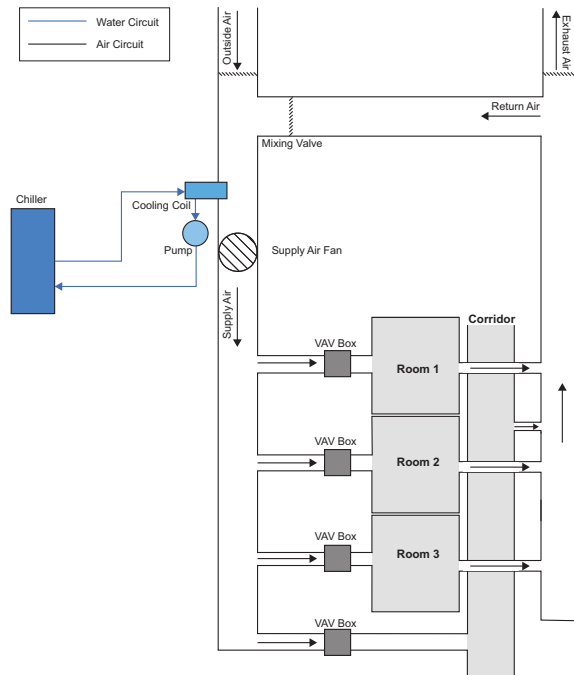 Water Circuit
Air Circuit
Outside Air
Exhaust Air
Return Air
Mixing Valve
Chiller
Cooling Coil
Pump
Supply Air Fan
Supply Air
Corridor
VAV Box
Room 1
VAV Box
Room 2
VAV Box
Room 3
VAV Box